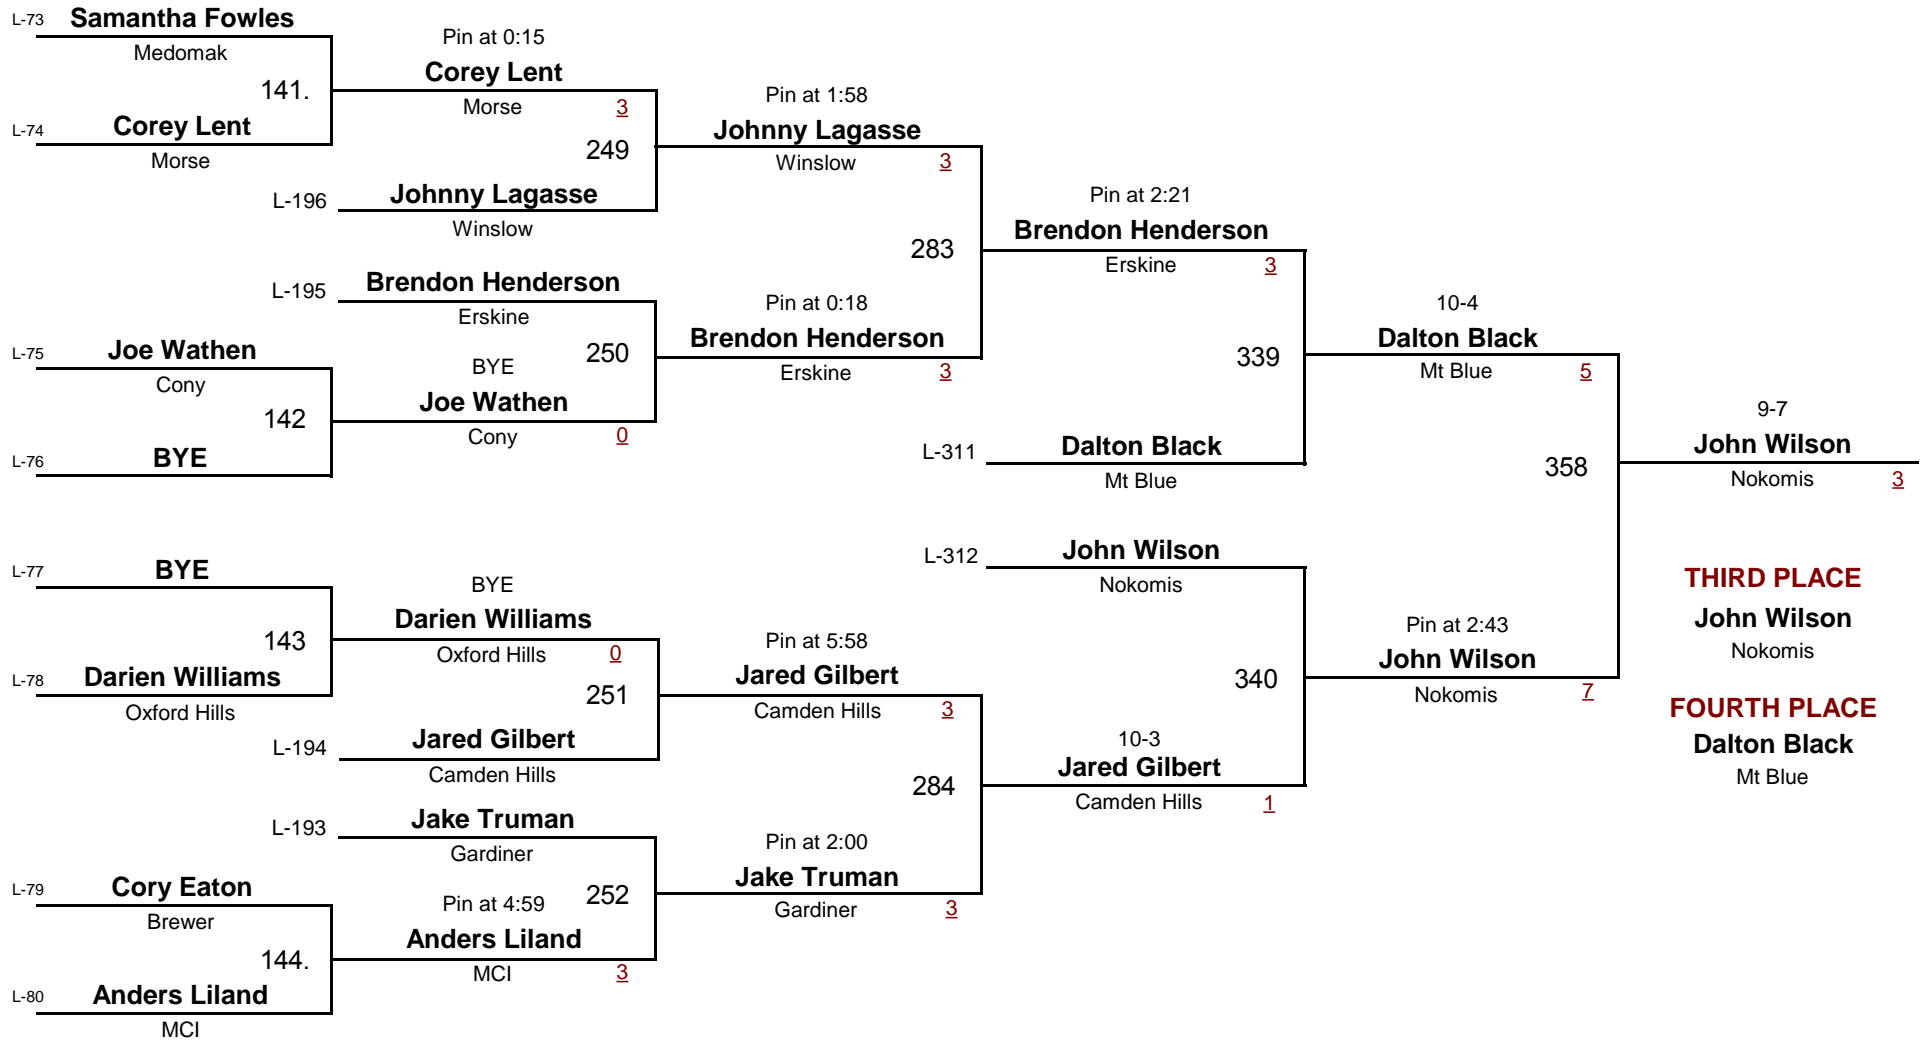 L-73
Samantha Fowles
Medomak
141.
L-74
Corey Lent
Morse
Pin at 0:15
Corey Lent
Morse
3
249
L-196
Johnny Lagasse
Winslow
Pin at 1:58
Johnny Lagasse
Winslow
3
283
L-195
Brendon Henderson
Erskine
250
L-75
Joe Wathen
Cony
142
L-76
BYE
BYE
Joe Wathen
Cony
0
Pin at 0:18
Brendon Henderson
Erskine
3
Pin at 2:21
Brendon Henderson
Erskine
3
339
L-311
Dalton Black
Mt Blue
10-4
Dalton Black
Mt Blue
5
358
L-77
BYE
143
L-78
Darien Williams
Oxford Hills
BYE
Darien Williams
Oxford Hills
0
251
L-194
Jared Gilbert
Camden Hills
Pin at 5:58
Jared Gilbert
Camden Hills
3
284
L-193
Jake Truman
Gardiner
252
L-79
Cory Eaton
Brewer
144.
L-80
Anders Liland
MCI
Pin at 4:59
Anders Liland
MCI
3
Pin at 2:00
Jake Truman
Gardiner
3
10-3
Jared Gilbert
Camden Hills
1
340
L-312
John Wilson
Nokomis
Pin at 2:43
John Wilson
Nokomis
7
9-7
John Wilson
Nokomis
3
THIRD PLACE
John Wilson
Nokomis
FOURTH PLACE
Dalton Black
Mt Blue